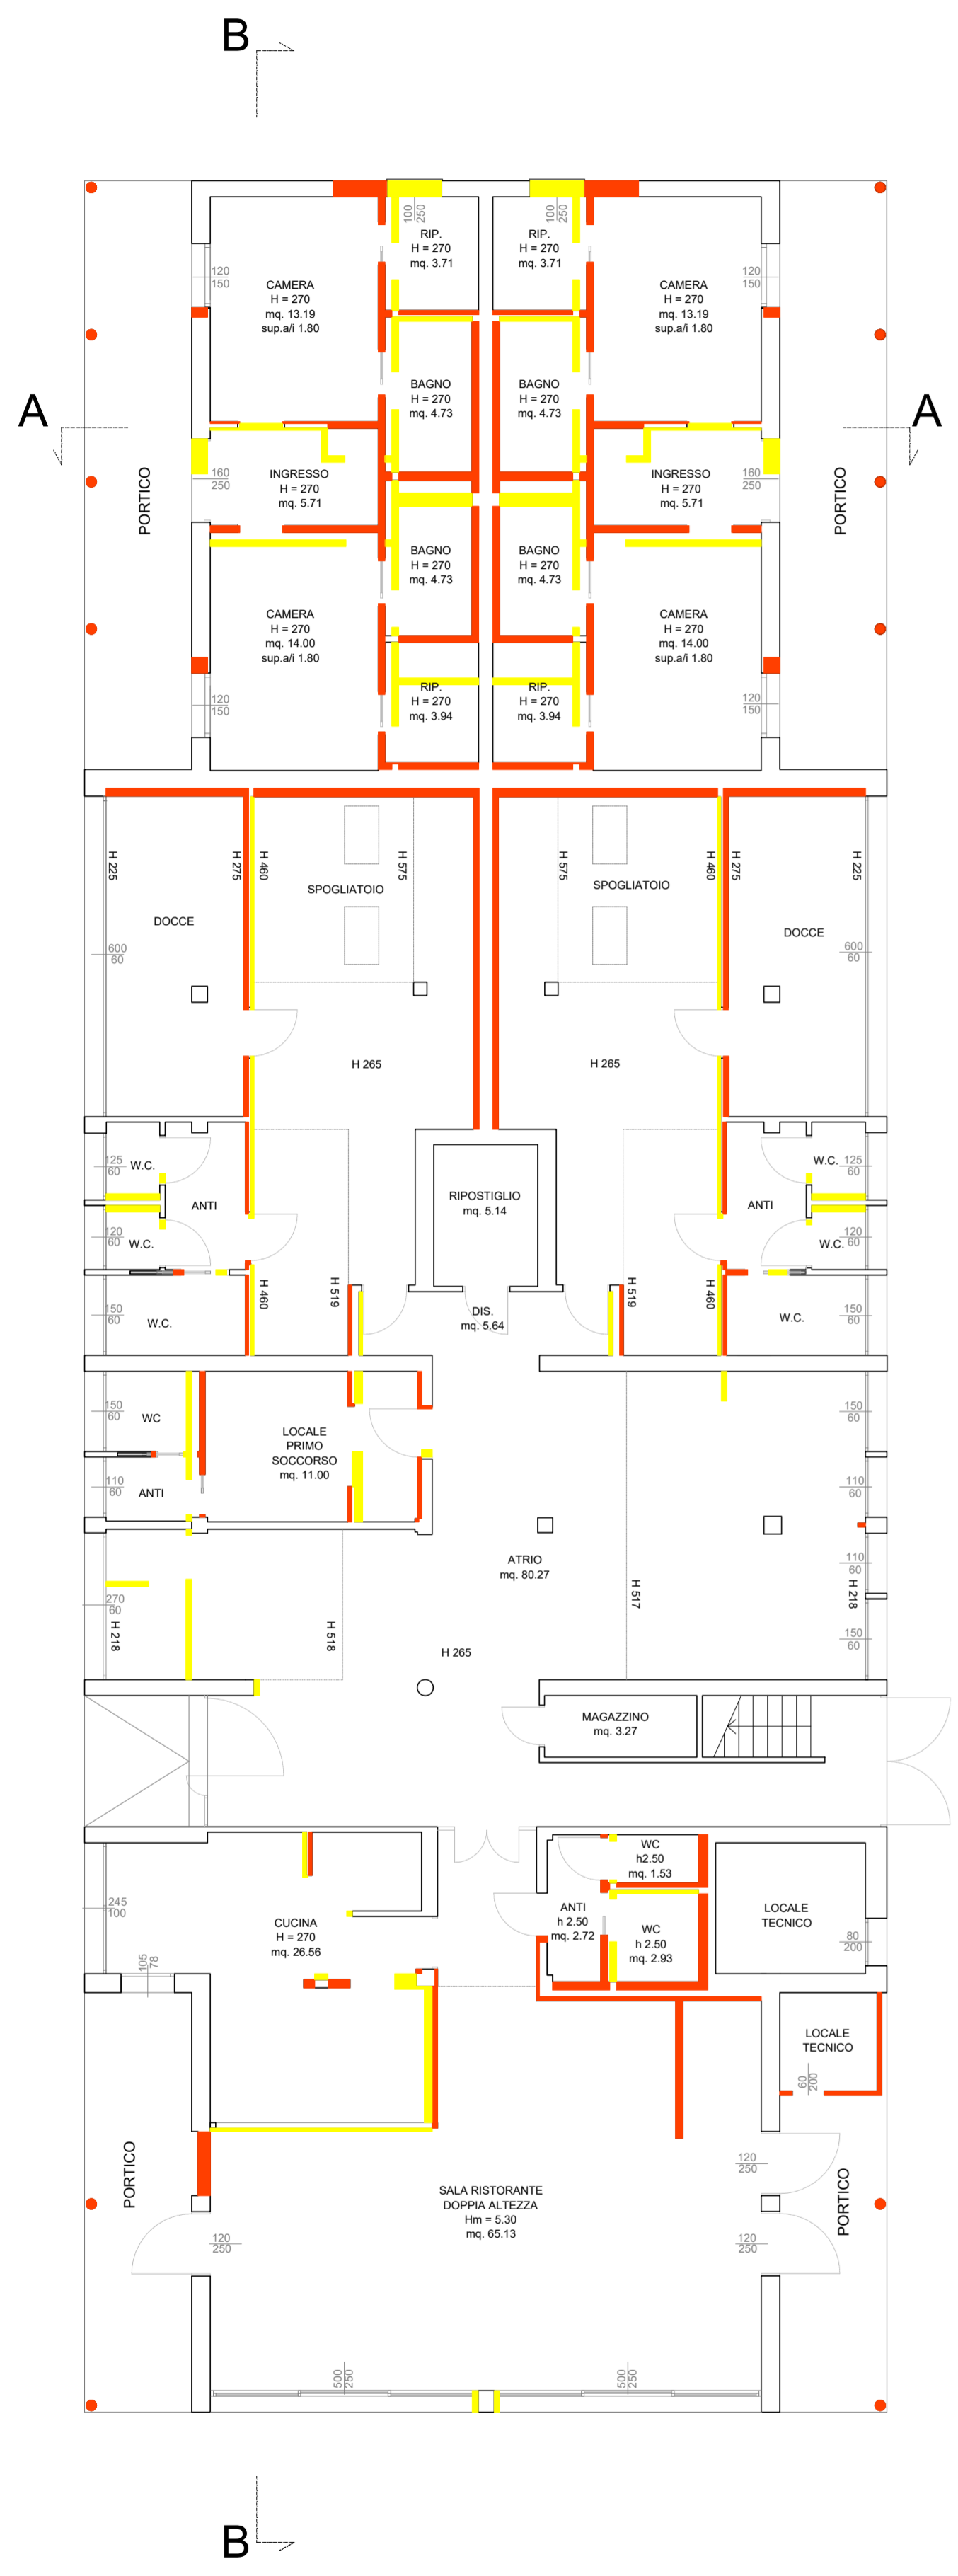 B
100
250
100
250
RIP.
H = 270
mq. 3.71
RIP.
H = 270
mq. 3.71
120
150
120
150
CAMERA
H = 270
mq. 13.19
sup.a/i 1.80
CAMERA
H = 270
mq. 13.19
sup.a/i 1.80
BAGNO
H = 270
mq. 4.73
BAGNO
H = 270
mq. 4.73
A
A
PORTICO
160
250
INGRESSO
H = 270
mq. 5.71
INGRESSO
H = 270
mq. 5.71
160
250
PORTICO
BAGNO
H = 270
mq. 4.73
BAGNO
H = 270
mq. 4.73
CAMERA
H = 270
mq. 14.00
sup.a/i 1.80
CAMERA
H = 270
mq. 14.00
sup.a/i 1.80
RIP.
H = 270
mq. 3.94
RIP.
H = 270
mq. 3.94
120
150
120
150
H 225
H 275
H 460
H 575
H 575
H 460
H 275
H 225
SPOGLIATOIO
SPOGLIATOIO
DOCCE
DOCCE
600
60
600
60
H 265
H 265
125
60
W.C.
W.C.
125
60
ANTI
RIPOSTIGLIO
mq. 5.14
ANTI
120
60
W.C.
W.C.
120
60
H 460
H 519
H 519
H 460
150
60
W.C.
DIS.
mq. 5.64
W.C.
150
60
150
60
WC
LOCALE
PRIMO
SOCCORSO
mq. 11.00
150
60
110
60
ANTI
110
60
ATRIO
mq. 80.27
110
60
270
60
H 218
H 518
H 517
H 218
150
60
H 265
MAGAZZINO
mq. 3.27
WC
h2.50
mq. 1.53
245
100
CUCINA
H = 270
mq. 26.56
ANTI
h 2.50
mq. 2.72
WC
h 2.50
mq. 2.93
LOCALE
TECNICO
80
200
105
78
LOCALE
TECNICO
60
200
PORTICO
120
250
PORTICO
SALA RISTORANTE
DOPPIA ALTEZZA
Hm = 5.30
mq. 65.13
120
250
120
250
500
250
500
250
B